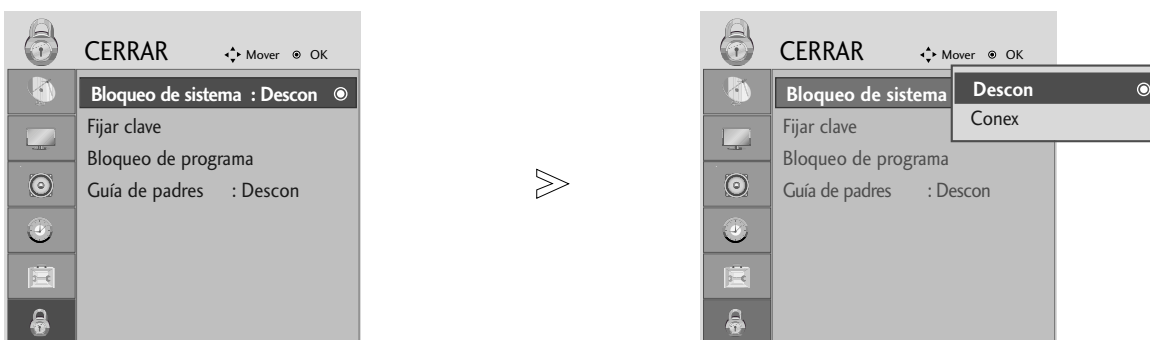 CERRAR Mover OK
Bloqueo de sistema : Descon
Fijar clave
Bloqueo de programa
Guía de padres : Descon
CERRAR Mover OK
Bloqueo de sistema
Descon
Conex
Fijar clave
Bloqueo de programa
Guía de padres : Descon